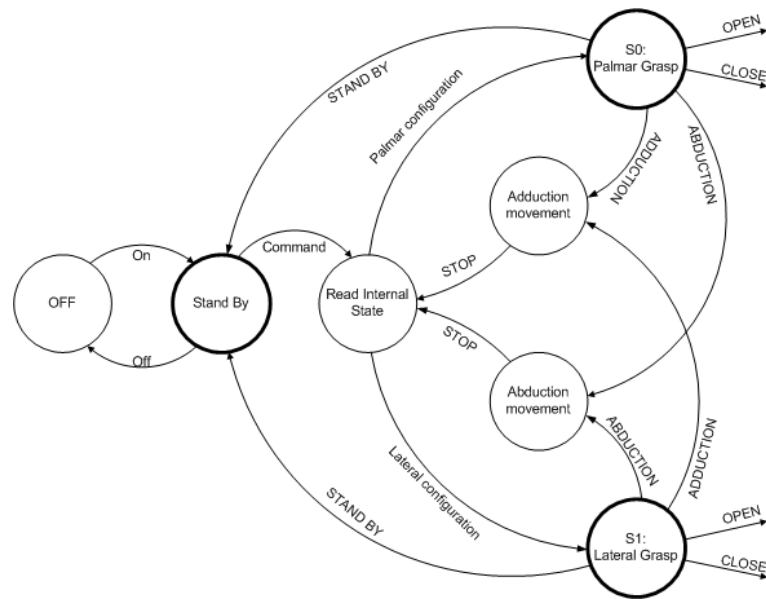 STAND BY
S0:
Palmar Grasp
OPEN
CLOSE
Palmar configuration
ADDUCTION
ABDUCTION
Adduction
movement
On
Command
STOP
OFF
Stand By
Read Internal
State
Off
STOP
Abduction
movement
Lateral configuration
ABDUCTION
ADDUCTION
STAND BY
S1:
Lateral Grasp
OPEN
CLOSE